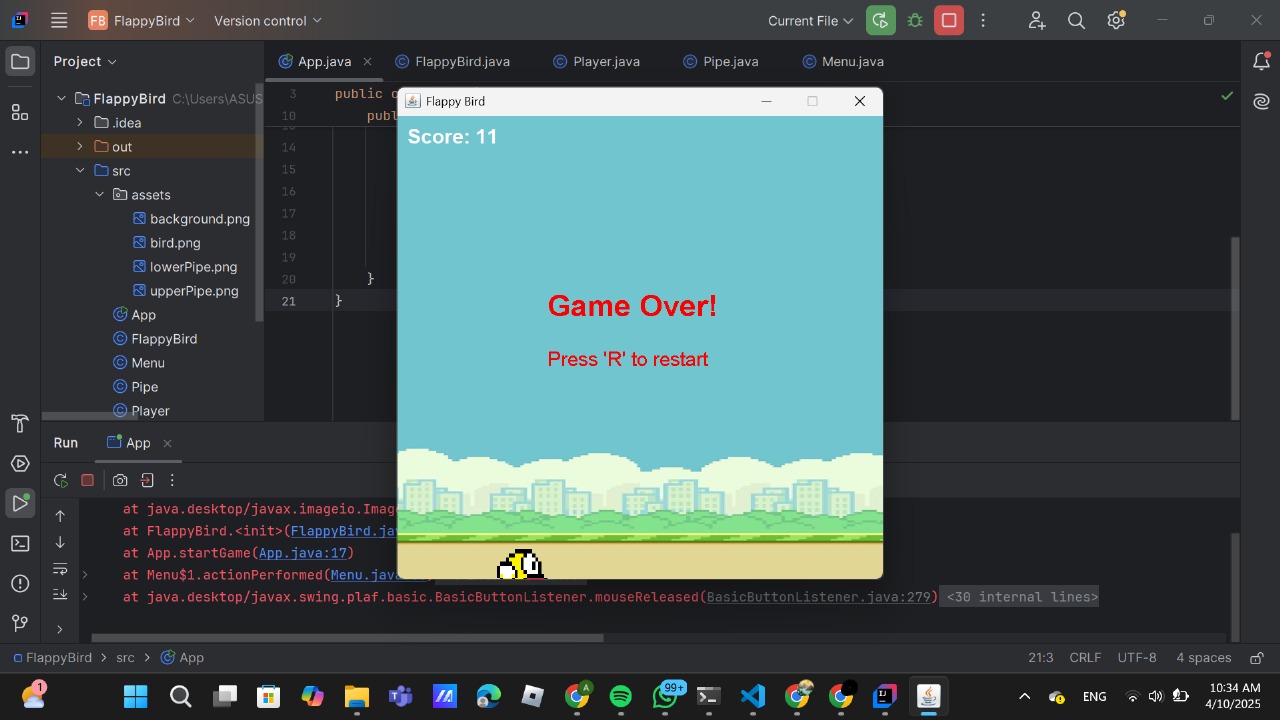 FB FlappyBird Version control Current File
Project
App.java FlappyBird.java Player.java Pipe.java Menu.java
FlappyBird C:\Users\ASUS
.idea
out
src
assets
background.png
bird.png
lowerPipe.png
upperPipe.png
App
FlappyBird
Menu
Pipe
Player
3 public
10 publ
14
15
16
17
18
19
20 }
21 }
Flappy Bird
Score: 11
Game Over!
Press 'R' to restart
Run App
at java.desktop/javax.imageio.Imag
at FlappyBird.<init>(FlappyBird.ja
at App.startGame(App.java:17)
at Menu$1.actionPerformed(Menu.jav
at java.desktop/javax.swing.plaf.basic.BasicButtonListener.mouseReleased(BasicButtonListener.java:279) <30 internal lines>
FlappyBird > src > App 21:3 CRLF UTF-8 4 spaces
1 99+ ENG 10:34 AM
4/10/2025